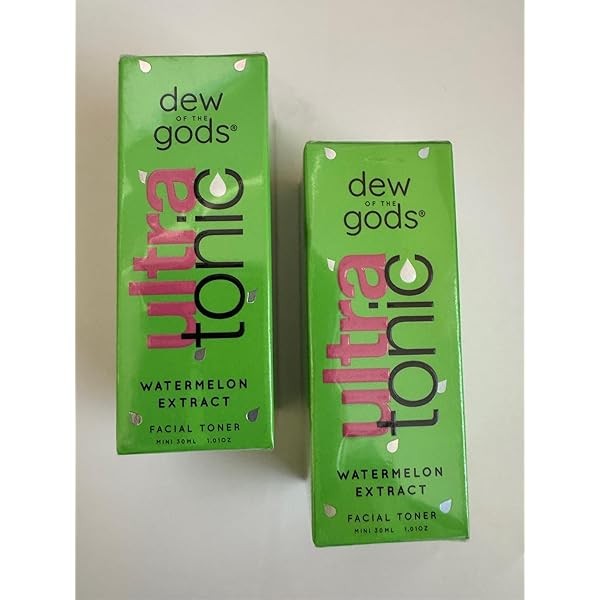 dew
OF THE
gods®
ultra
tonic
WATERMELON
EXTRACT
FACIAL TONER
MINI 30ML 1.01OZ
dew
OF THE
gods®
ultra
tonic
WATERMELON
EXTRACT
FACIAL TONER
MINI 30ML 1.01OZ